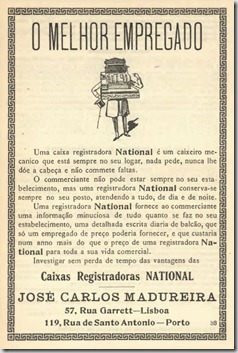 O MELHOR EMPREGADO
Uma caixa registradora National é um caixeiro me-
canico que está sempre no seu logar, nada pede, nunca lhe
dóe a cabeça e não commete faltas.
O commerciante não pode estar sempre no seu esta-
belecimento, mas uma registradora National conserva-se
sempre no seu posto, atendendo a tudo, de dia e de noite.
Uma registradora National fornece ao commerciante
uma informação minuciosa de tudo quanto se faz no seu
estabelecimento, uma detalhada escrita diaria de balcão, que
só um empregado de preço poderia fornecer, e que custaria
num anno mais do que o preço de uma registradora Na-
tional para toda a sua vida comercial.
Investigar sem perda de tempo das vantagens das
Caixas Registradoras NATIONAL
JOSÉ CARLOS MADUREIRA
57, Rua Garrett—Lisboa
119, Rua de Santo Antonio—Porto